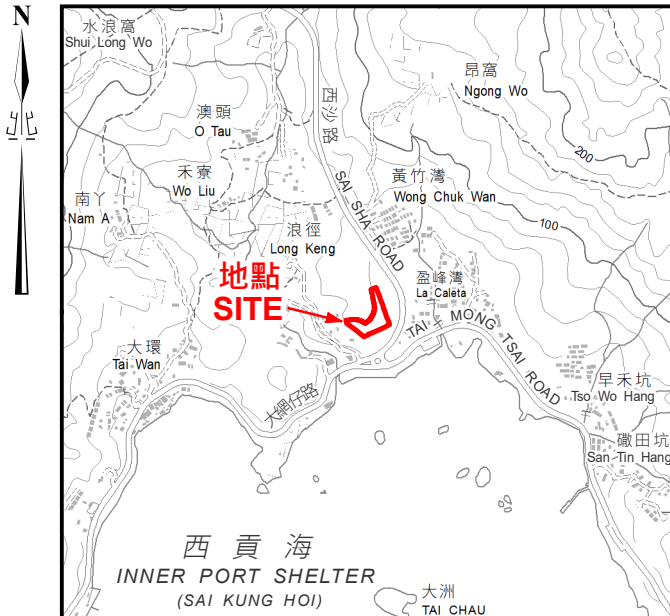 N
北
水浪窩
Shui Long Wo
昂窩
Ngong Wo
澳頭
O Tau
西沙路
SAI SHA ROAD
禾寮
Wo Liu
黃竹灣
Wong Chuk Wan
200
南丫
Nam A
100
浪徑
Long Keng
地點
SITE
盈峰灣
La Caleta
TAI MONG TSAI ROAD
大環
Tai Wan
大網仔路
早禾坑
Tso Wo Hang
磡田坑
San Tin Hang
西貢海
INNER PORT SHELTER
(SAI KUNG HOI)
大洲
TAI CHAU